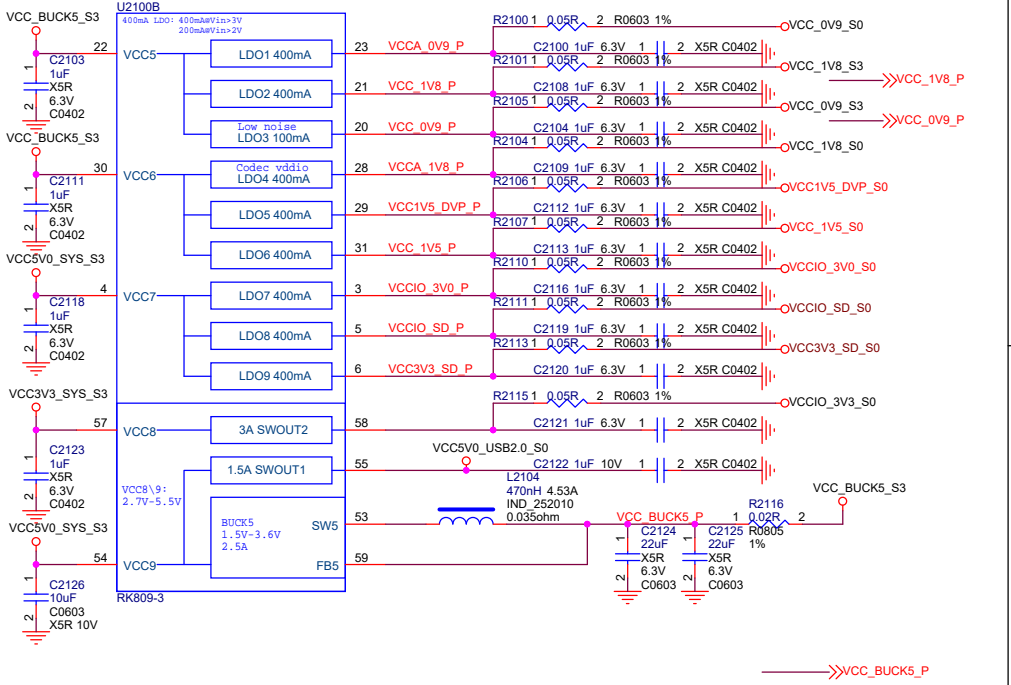 U2100B
400mA LDO: 400mA@Vin>3V
200mA@Vin>2V
VCC_BUCK5_S3
22
VCC5
1
C2103
1uF
X5R
6.3V
2
C0402
VCC_BUCK5_S3
30
VCC6
1
C2111
1uF
X5R
6.3V
2
C0402
VCC5V0_SYS_S3
4
VCC7
1
C2118
1uF
X5R
6.3V
2
C0402
VCC3V3_SYS_S3
57
VCC8
1
C2123
1uF
X5R
6.3V
2
C0402
VCC8\9:
2.7V-5.5V
VCC5V0_SYS_S3
54
VCC9
1
C2126
10uF
C0603
2
X5R 10V
RK809-3
LDO1 400mA
LDO2 400mA
Low noise
LDO3 100mA
Codec vddio
LDO4 400mA
LDO5 400mA
LDO6 400mA
LDO7 400mA
LDO8 400mA
LDO9 400mA
3A SWOUT2
1.5A SWOUT1
BUCK5
1.5V-3.6V
2.5A
SW5
FB5
R2100 1 0.05R 2 R0603 1%
VCC_0V9_S0
23 VCCA_0V9_P
C2100 1uF 6.3V 1 2 X5R C0402
R2101 1 0.05R 2 R0603 1%
VCC_1V8_S3
VCC_1V8_P
21 VCC_1V8_P
C2108 1uF 6.3V 1 2 X5R C0402
R2105 1 0.05R 2 R0603 1%
VCC_0V9_S3
VCC_0V9_P
20 VCC_0V9_P
C2104 1uF 6.3V 1 2 X5R C0402
R2104 1 0.05R 2 R0603 1%
VCC_1V8_S0
28 VCCA_1V8_P
C2109 1uF 6.3V 1 2 X5R C0402
R2106 1 0.05R 2 R0603 1%
VCC1V5_DVP_S0
29 VCC1V5_DVP_P
C2112 1uF 6.3V 1 2 X5R C0402
R2107 1 0.05R 2 R0603 1%
VCC_1V5_S0
31 VCC_1V5_P
C2113 1uF 6.3V 1 2 X5R C0402
R2110 1 0.05R 2 R0603 1%
VCCIO_3V0_S0
3 VCCIO_3V0_P
C2116 1uF 6.3V 1 2 X5R C0402
R2111 1 0.05R 2 R0603 1%
VCCIO_SD_S0
5 VCCIO_SD_P
C2119 1uF 6.3V 1 2 X5R C0402
R2113 1 0.05R 2 R0603 1%
VCC3V3_SD_S0
6 VCC3V3_SD_P
C2120 1uF 6.3V 1 2 X5R C0402
R2115 1 0.05R 2 R0603 1%
VCCIO_3V3_S0
58
C2121 1uF 6.3V 1 2 X5R C0402
VCC5V0_USB2.0_S0
55
C2122 1uF 10V 1 2 X5R C0402
L2104
470nH 4.53A
IND_252010
0.035ohm
53
59
VCC_BUCK5_P
1
R2116
0.02R
R0805
1%
2
VCC_BUCK5_S3
1
C2124
22uF
X5R
6.3V
2
C0603
1
C2125
22uF
X5R
6.3V
2
C0603
VCC_BUCK5_P